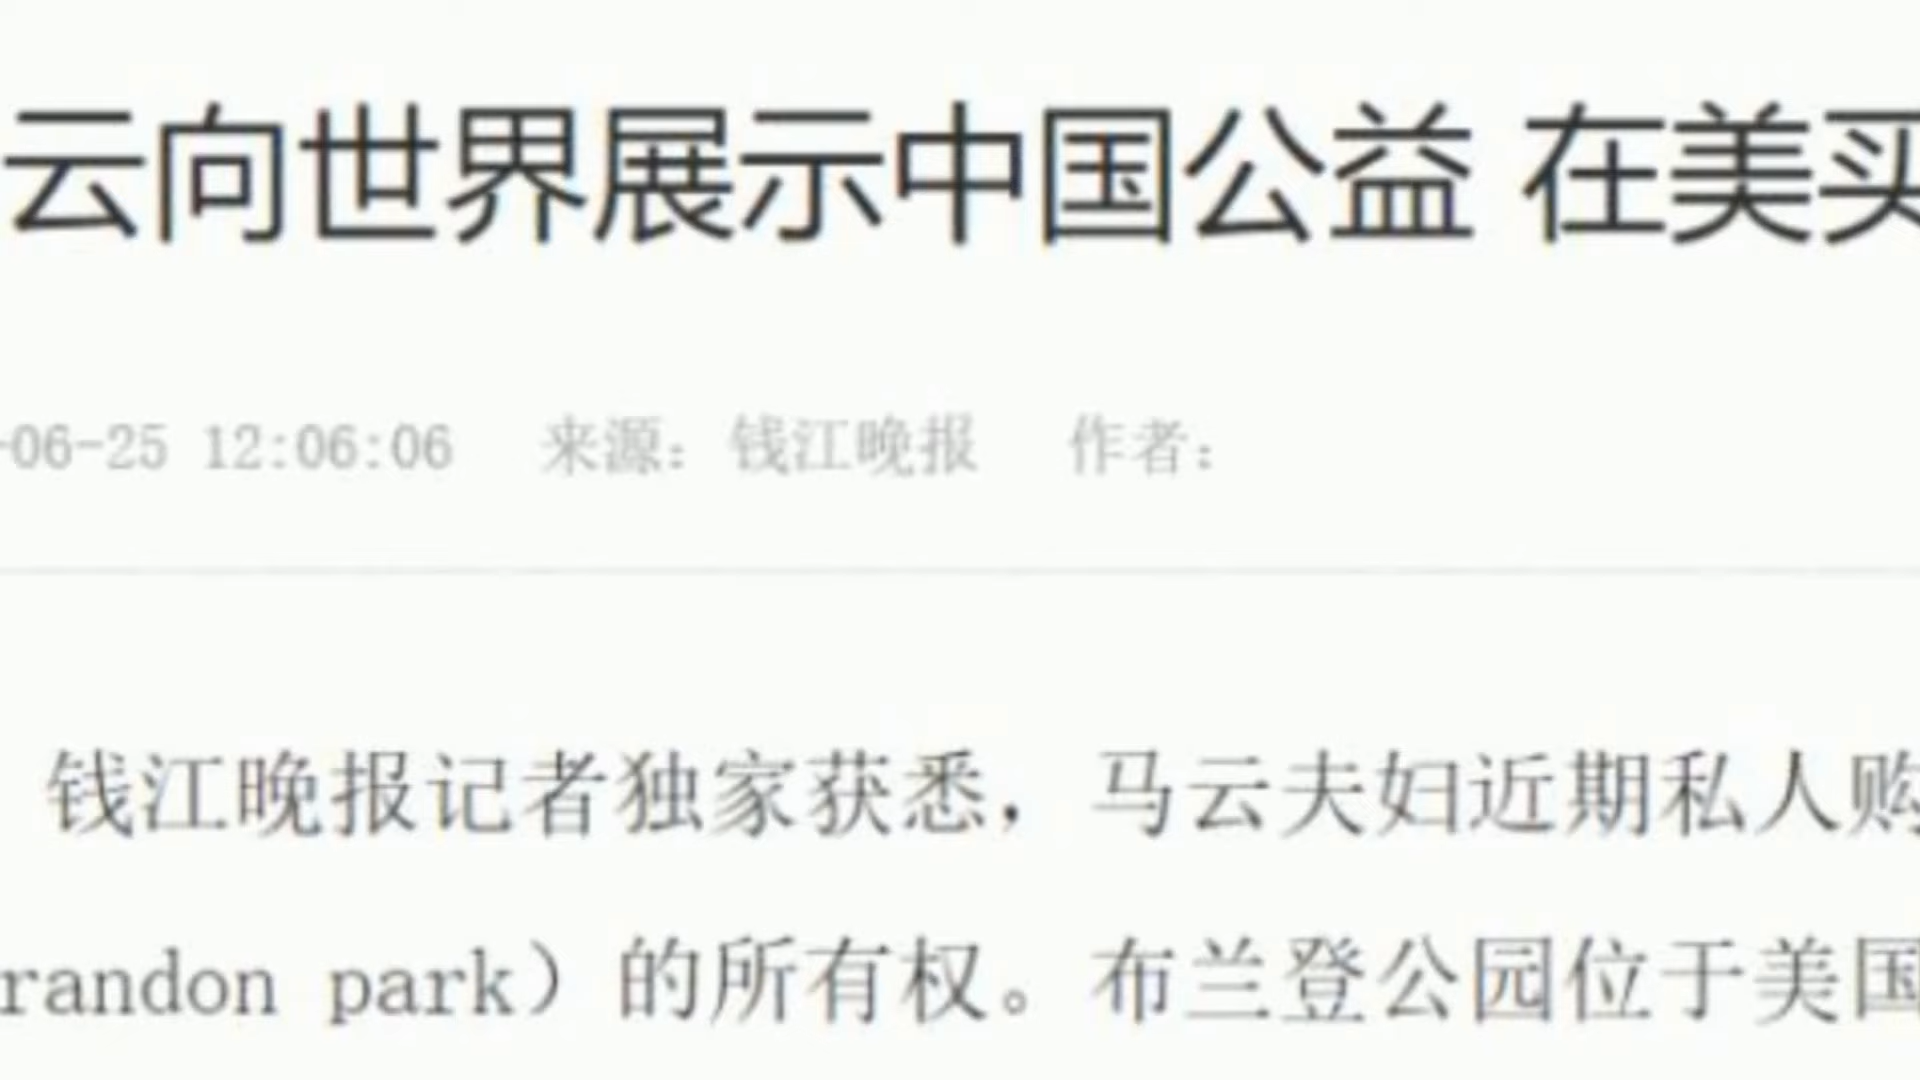 云向世界展示中国公益 在美买
-06-25 12:06:06 来源：钱江晚报 作者：
钱江晚报记者独家获悉，马云夫妇近期私人购
randon park）的所有权。布兰登公园位于美国